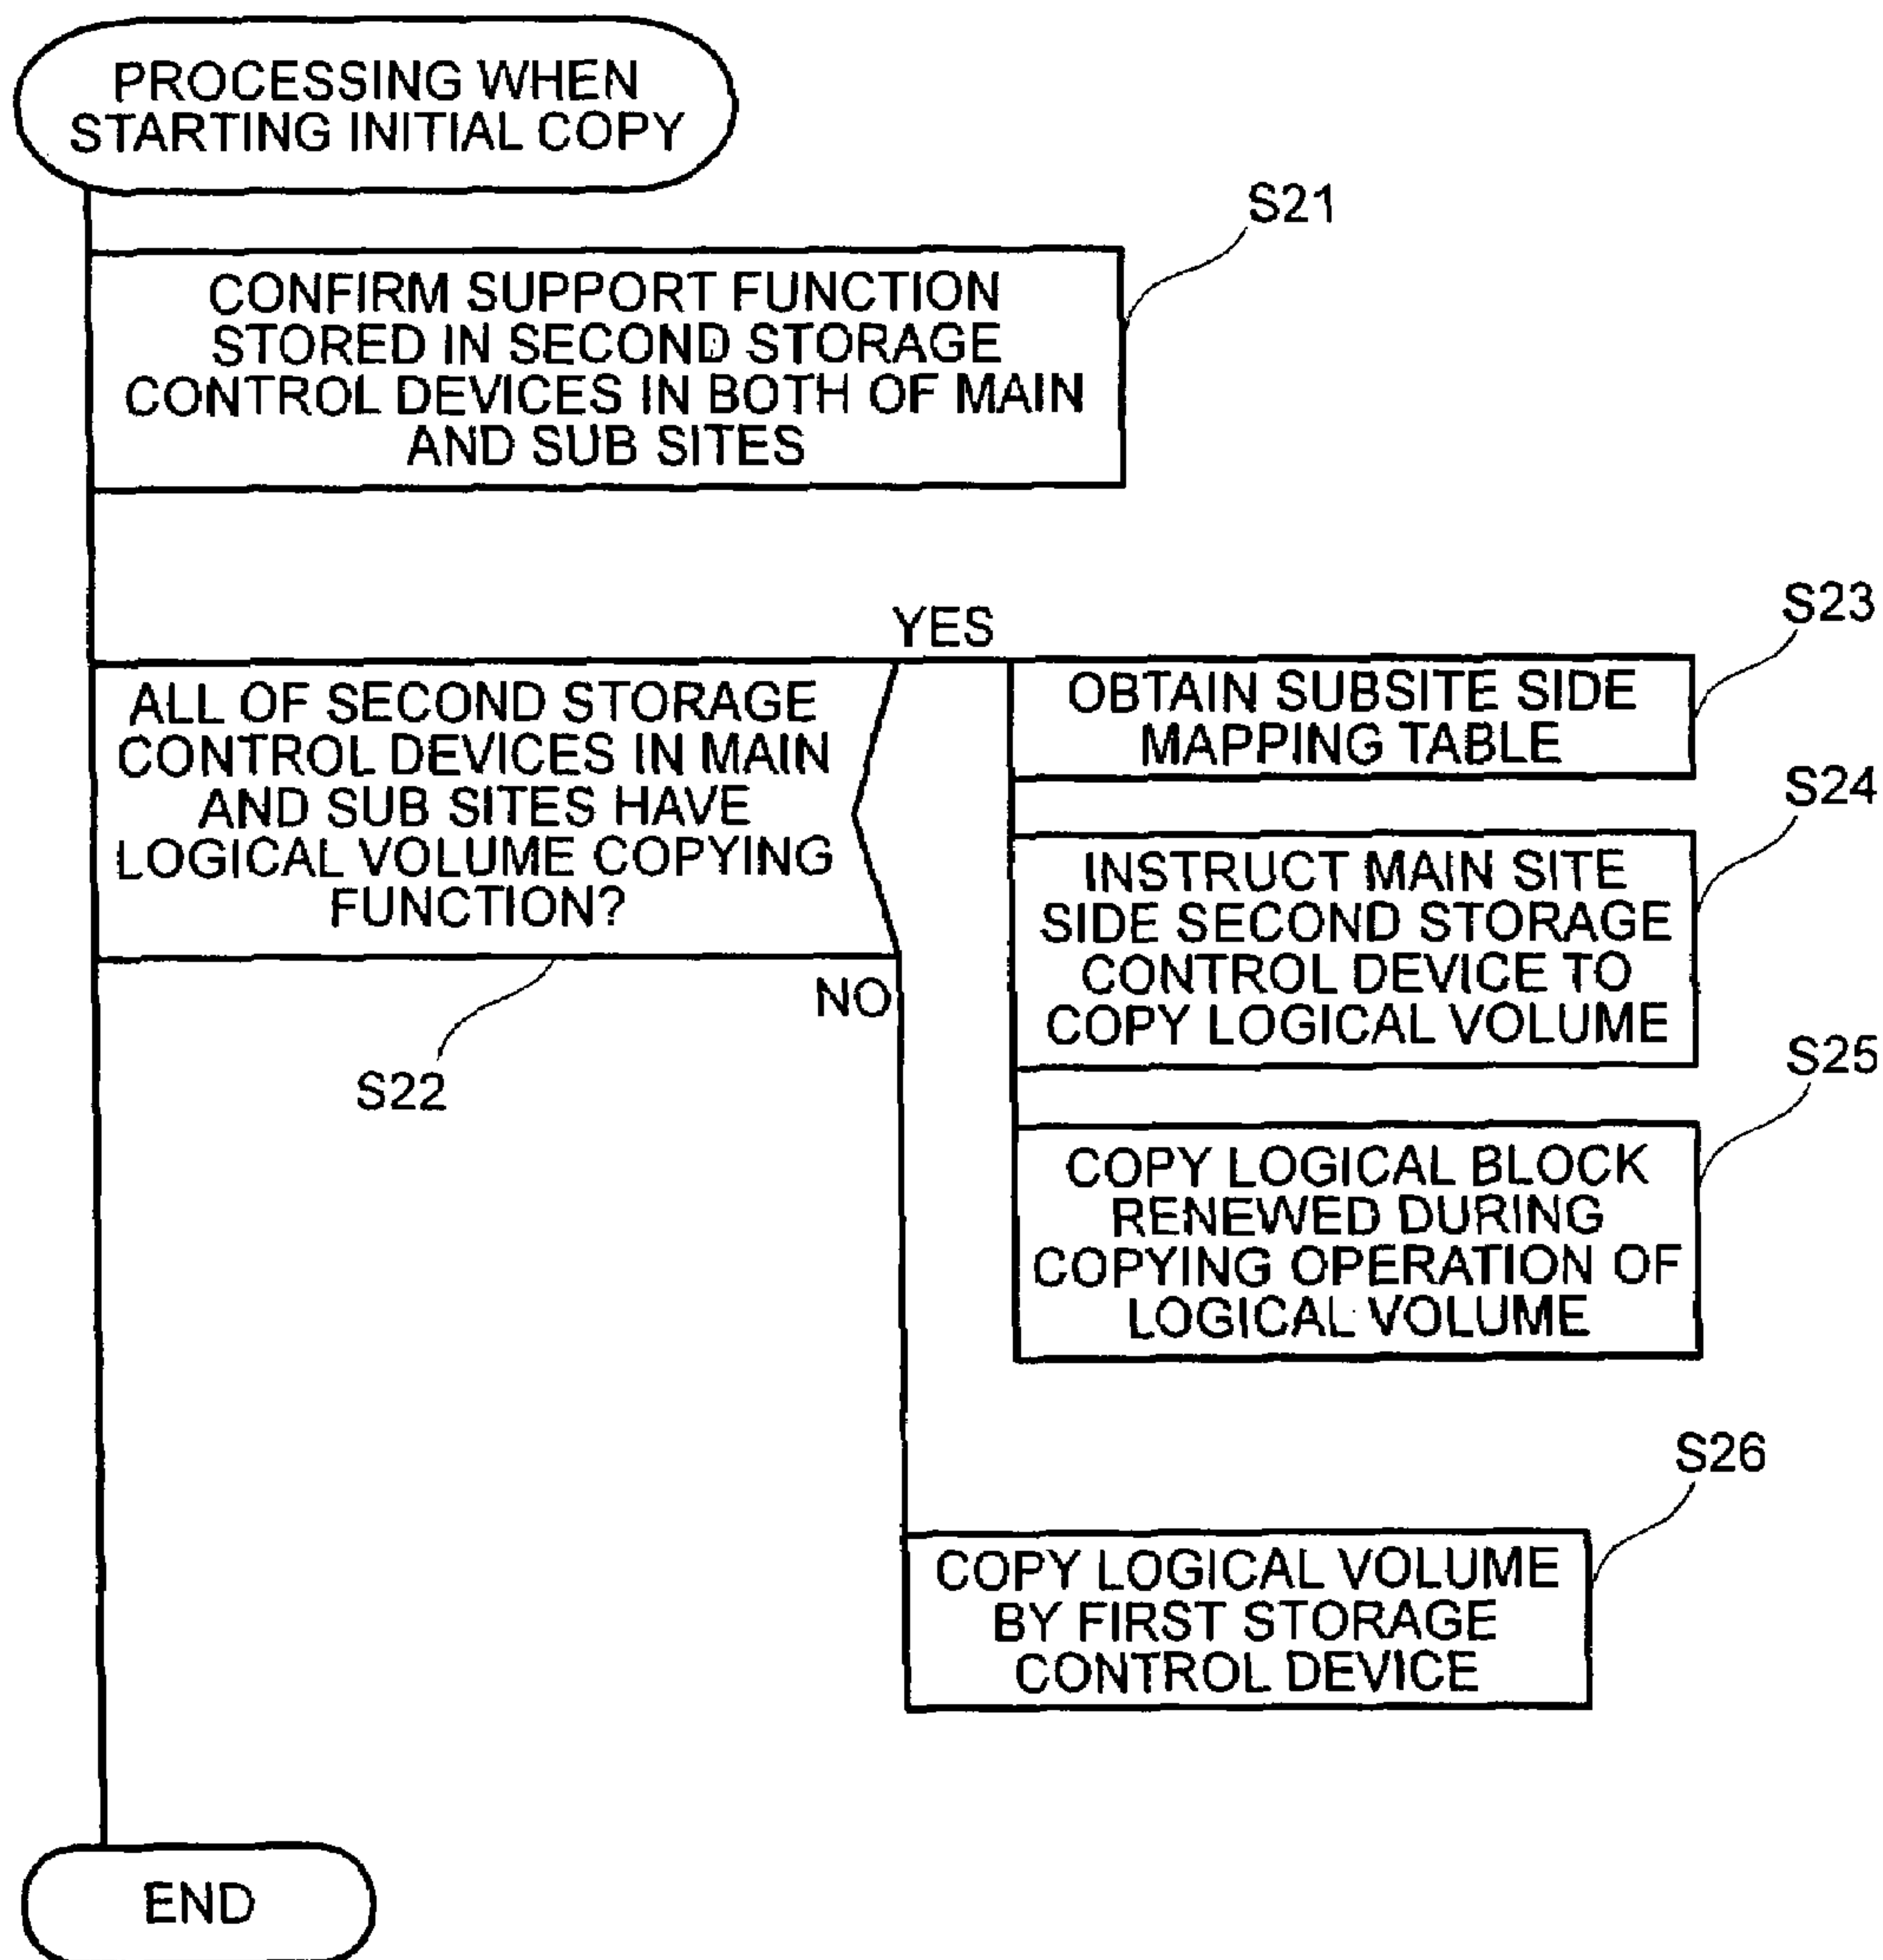 PROCESSING WHEN
STARTING INITIAL COPY
S21
CONFIRM SUPPORT FUNCTION
STORED IN SECOND STORAGE
CONTROL DEVICES IN BOTH OF MAIN
AND SUB SITES
YES
ALL OF SECOND STORAGE
CONTROL DEVICES IN MAIN
AND SUB SITES HAVE
LOGICAL VOLUME COPYING
FUNCTION?
NO
S22
S23
OBTAIN SUBSITE SIDE
MAPPING TABLE
S24
INSTRUCT MAIN SITE
SIDE SECOND STORAGE
CONTROL DEVICE TO
COPY LOGICAL VOLUME
S25
COPY LOGICAL BLOCK
RENEWED DURING
COPYING OPERATION OF
LOGICAL VOLUME
S26
COPY LOGICAL VOLUME
BY FIRST STORAGE
CONTROL DEVICE
END